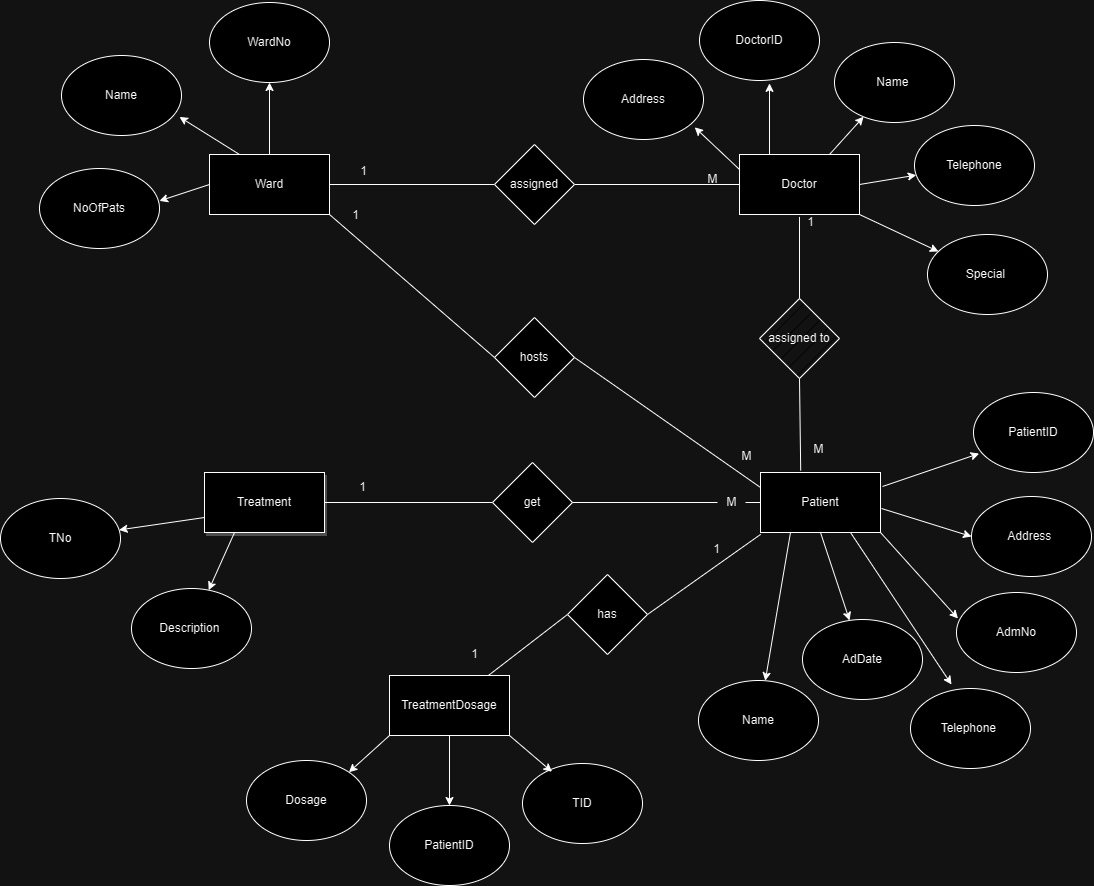 WardNo
DoctorID
Name
Name
Address
Telephone
1
assigned
M
Ward
Doctor
NoOfPats
1
1
Special
assigned to
hosts
PatientID
M
M
1
get
M
Treatment
Patient
TNo
Address
1
has
Description
AdmNo
1
AdDate
TreatmentDosage
Name
Telephone
Dosage
TID
PatientID